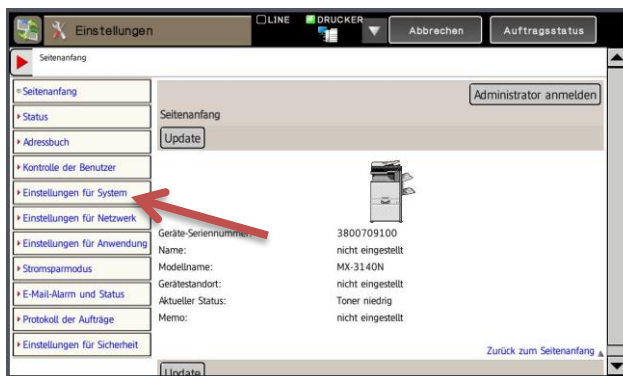 Einstellungen
LINE
DRUCKER
Abbrechen
Auftragsstatus
Seitenanfang
Seitenanfang
Status
Adressbuch
Kontrolle der Benutzer
Einstellungen für System
Einstellungen für Netzwerk
Einstellungen für Anwendung
Stromsparmodus
E-Mail-Alarm und Status
Protokoll der Aufträge
Einstellungen für Sicherheit
Administrator anmelden
Seitenanfang
Update
Geräte-Seriennummer: 3800709100
Name: nicht eingestellt
Modellname: MX-3140N
Gerätestandort: nicht eingestellt
Aktueller Status: Toner niedrig
Memo: nicht eingestellt
Zurück zum Seitenanfang
Update